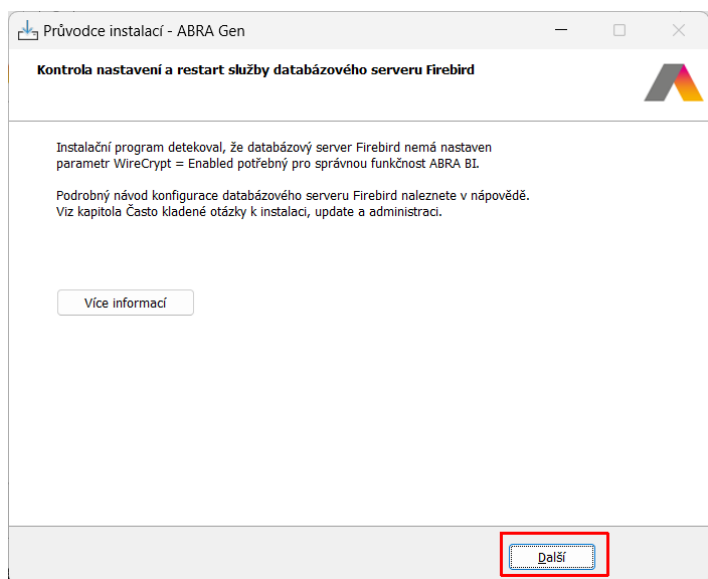 Průvodce instalací - ABRA Gen
Kontrola nastavení a restart služby databázového serveru Firebird
Instalační program detekoval, že databázový server Firebird nemá nastaven
parametr WireCrypt = Enabled potřebný pro správnou funkčnost ABRA BI.
Podrobný návod konfigurace databázového serveru Firebird naleznete v nápovědě.
Viz kapitola Často kladené otázky k instalaci, update a administraci.
Více informací
Další